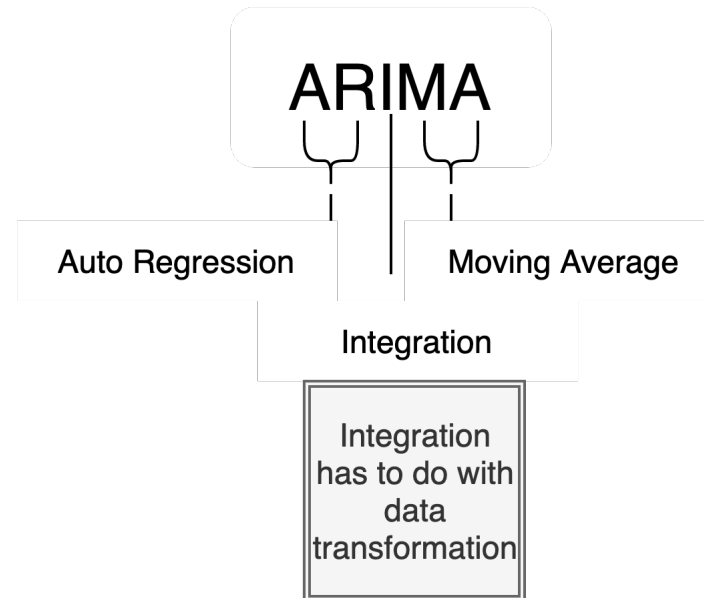 ARIMA
Auto Regression
Moving Average
Integration
Integration
has to do with
data
transformation